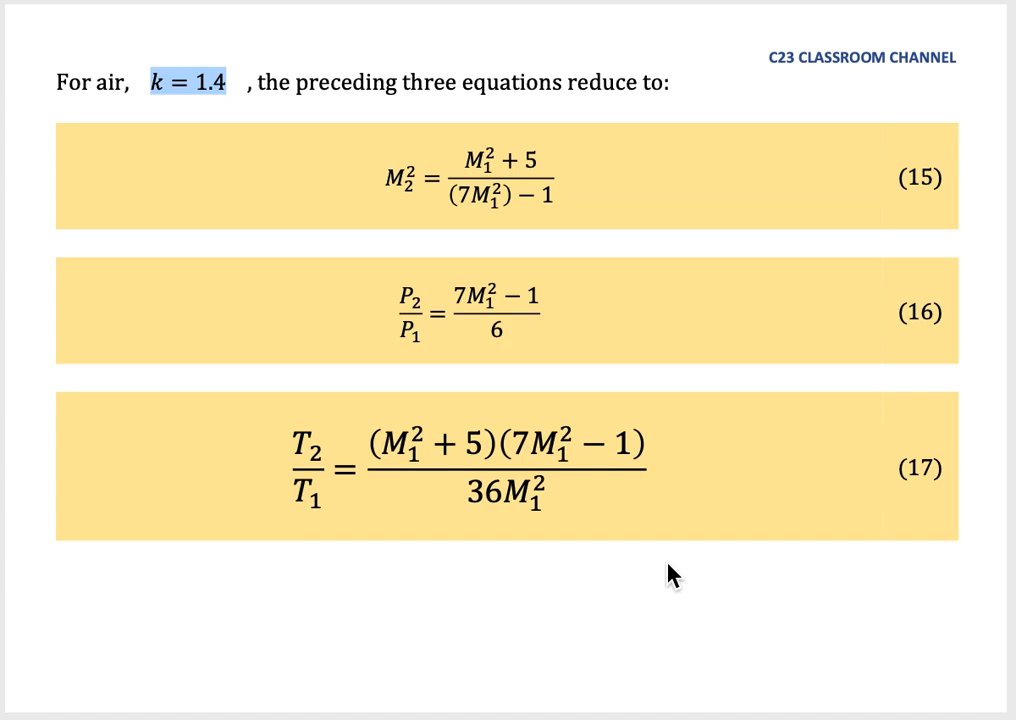 C23 CLASSROOM CHANNEL
For air, k = 1.4 , the preceding three equations reduce to:
M₂² = (M₁² + 5) / ((7M₁²) − 1) (15)
P₂/P₁ = (7M₁² − 1) / 6 (16)
T₂/T₁ = (M₁² + 5)(7M₁² − 1) / 36M₁² (17)